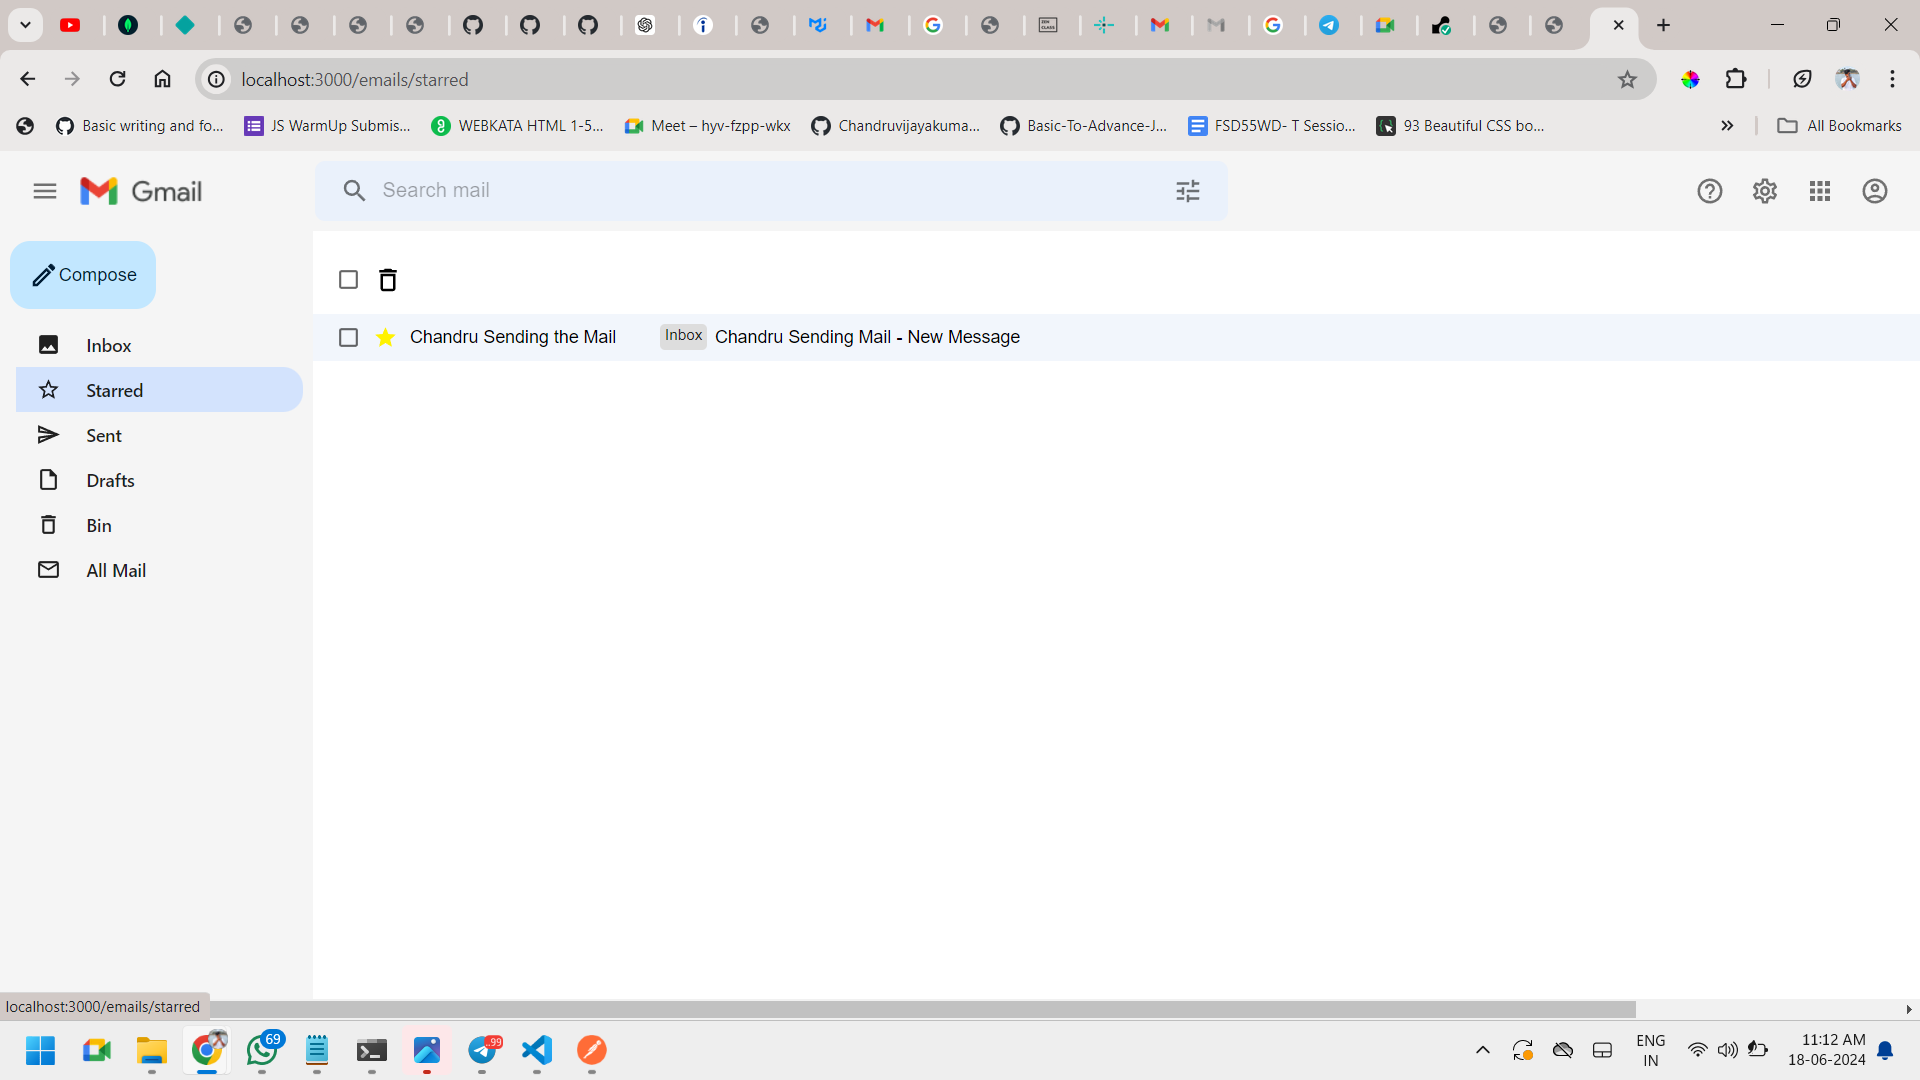 localhost:3000/emails/starred
Basic writing and fo...
JS WarmUp Submis...
WEBKATA HTML 1-5...
Meet – hyv-fzpp-wkx
Chandruvijayakuma...
Basic-To-Advance-J...
FSD55WD- T Sessio...
93 Beautiful CSS bo...
All Bookmarks
Gmail
Search mail
Compose
Inbox
Starred
Sent
Drafts
Bin
All Mail
Chandru Sending the Mail Inbox Chandru Sending Mail - New Message
localhost:3000/emails/starred
69
..99
ENG
IN
11:12 AM
18-06-2024